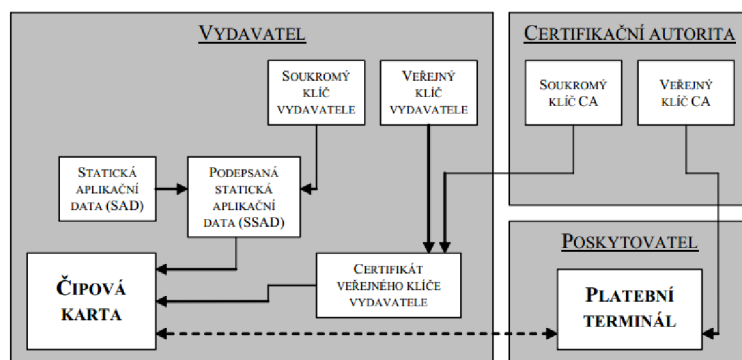 VYDAVATEL
SOUKROMÝ
KLÍČ
VYDAVATELE
VEŘEJNÝ
KLÍČ
VYDAVATELE
STATICKÁ
APLIKAČNÍ
DATA (SAD)
PODEPSANÁ
STATICKÁ
APLIKAČNÍ
DATA (SSAD)
ČIPOVÁ
KARTA
CERTIFIKÁT
VEŘEJNÉHO KLÍČE
VYDAVATELE
CERTIFIKAČNÍ AUTORITA
SOUKROMÝ
KLÍČ CA
VEŘEJNÝ
KLÍČ CA
POSKYTOVATEL
PLATEBNÍ
TERMINÁL